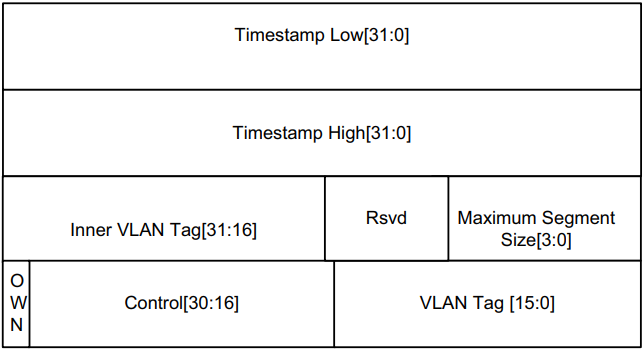 Timestamp Low[31:0]
Timestamp High[31:0]
Inner VLAN Tag[31:16]
Rsvd
Maximum Segment
Size[3:0]
O
W
N
Control[30:16]
VLAN Tag [15:0]